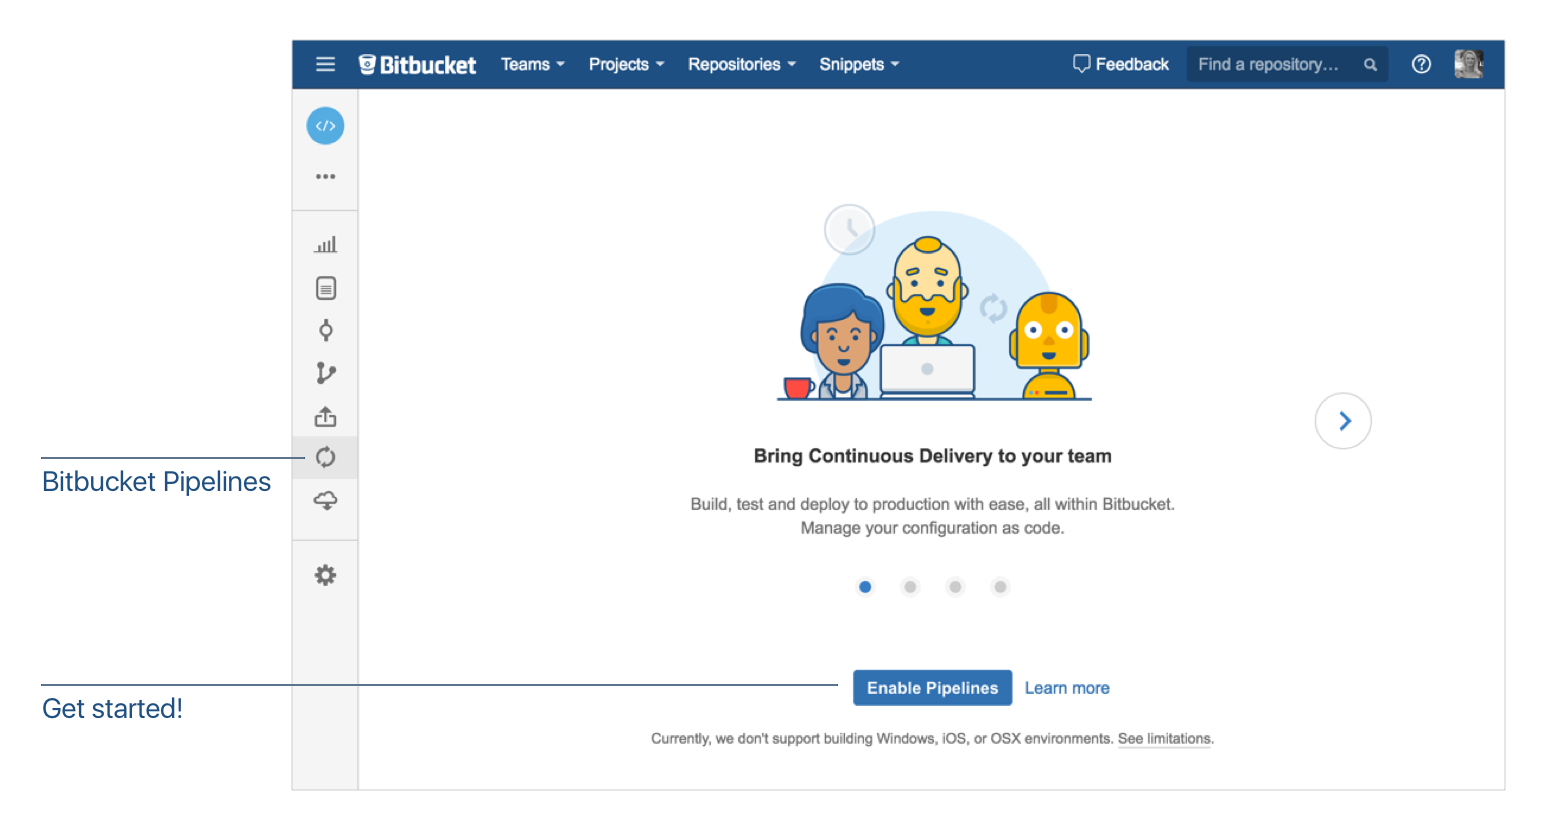 Bitbucket Teams Projects Repositories Snippets Feedback Find a repository...
</>
Bring Continuous Delivery to your team
Bitbucket Pipelines
Build, test and deploy to production with ease, all within Bitbucket.
Manage your configuration as code.
Get started!
Enable Pipelines Learn more
Currently, we don't support building Windows, iOS, or OSX environments. See limitations.